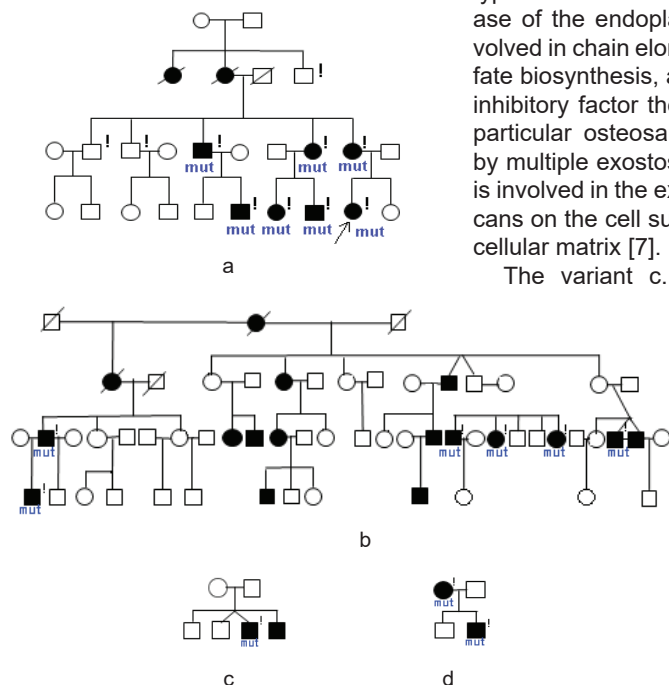 ase of the endopla
volved in chain elon
fate biosynthesis, a
inhibitory factor the
particular osteosa
by multiple exostos
is involved in the ex
cans on the cell su
cellular matrix [7].
The variant c.
!
! ! ! ! !
mut mut mut
! ! ! !
mut mut mut mut
a
! ! ! ! !
mut mut mut mut mut
!
mut
b
!
mut
c
!
mut
!
mut
d